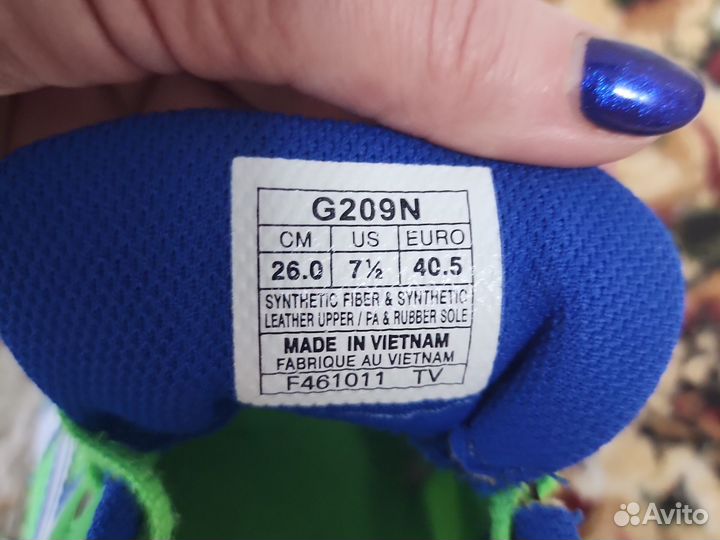 G209N
CM US EURO
26.0 7½ 40.5
SYNTHETIC FIBER & SYNTHETIC
LEATHER UPPER / PA & RUBBER SOLE
MADE IN VIETNAM
FABRIQUE AU VIETNAM
F461011 TV
Avito